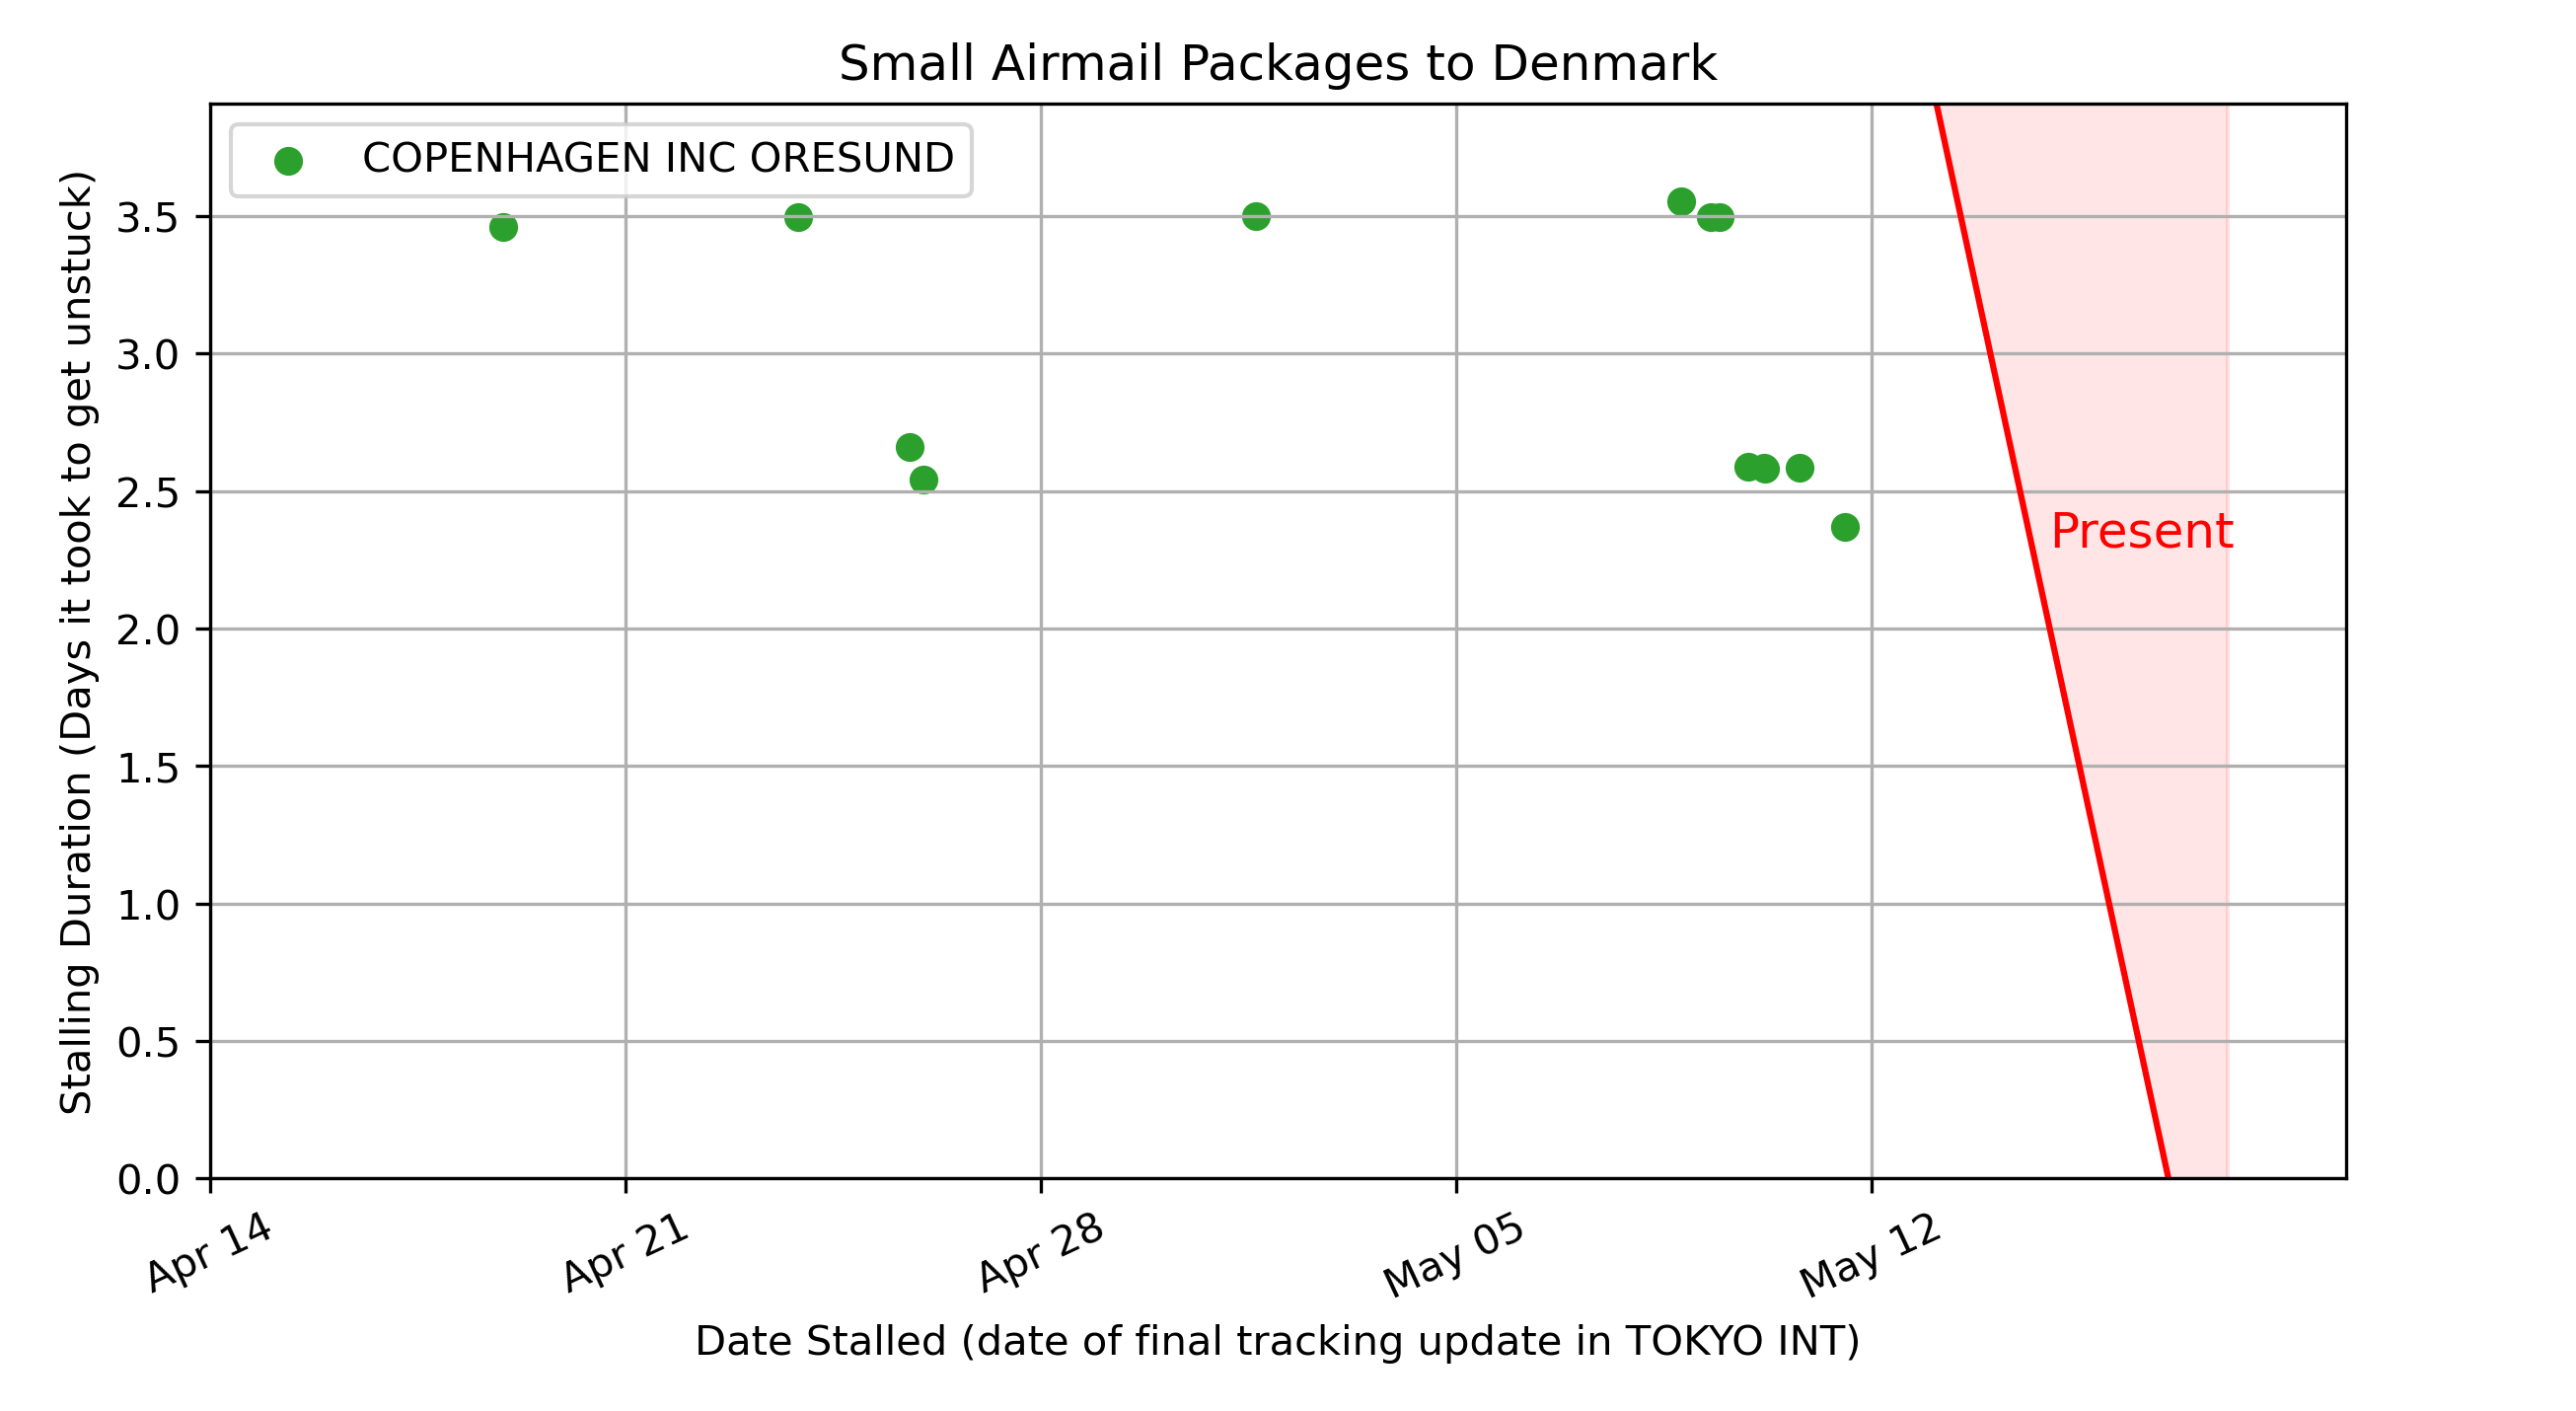 Small Airmail Packages to Denmark
COPENHAGEN INC ORESUND
Stalling Duration (Days it took to get unstuck)
3.5
3.0
2.5
2.0
1.5
1.0
0.5
0.0
Present
Apr 14
Apr 21
Apr 28
May 05
May 12
Date Stalled (date of final tracking update in TOKYO INT)